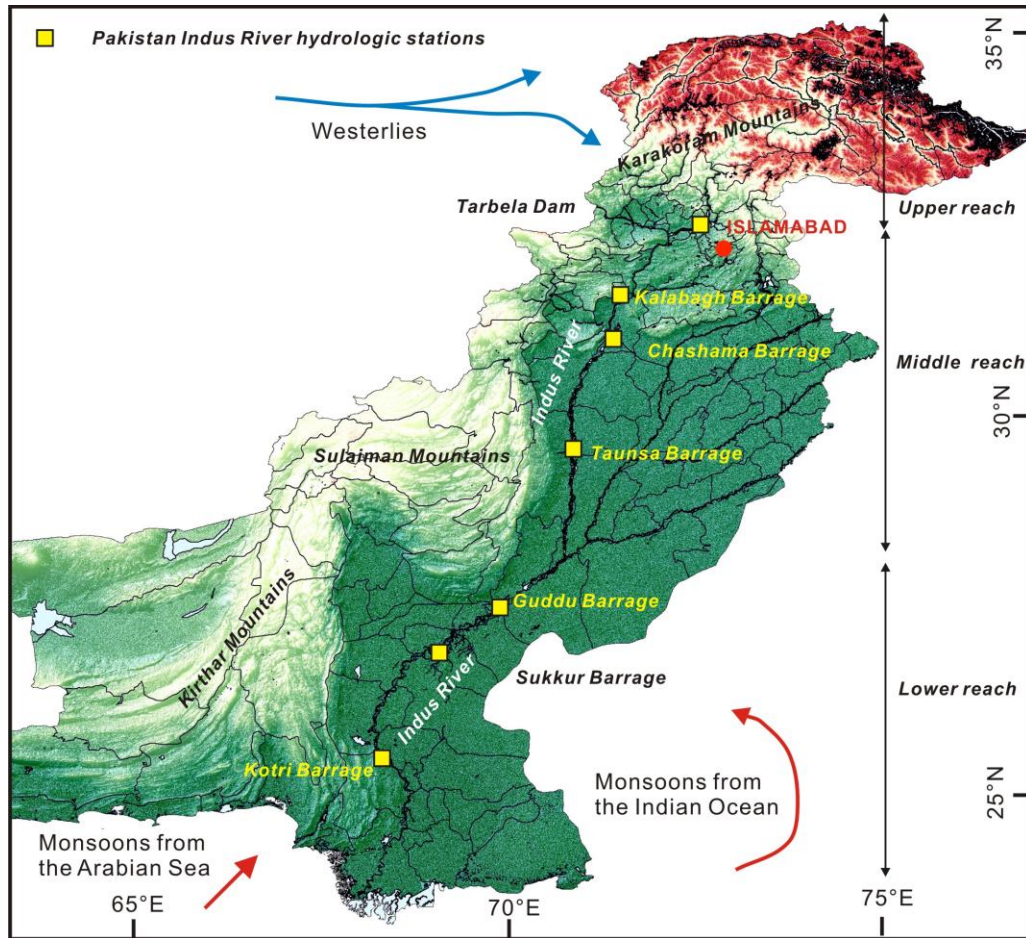 Pakistan Indus River hydrologic stations
35°N
Westerlies
Karakoram Mountains
Tarbela Dam
Upper reach
ISLAMABAD
Kalabagh Barrage
Indus River
Chashama Barrage
Middle reach
30°N
Sulaiman Mountains
Taunsa Barrage
Guddu Barrage
Kirthar Mountains
Sukkur Barrage
Indus River
Lower reach
Kotri Barrage
Monsoons from
the Indian Ocean
25°N
Monsoons from
the Arabian Sea
65°E
70°E
75°E